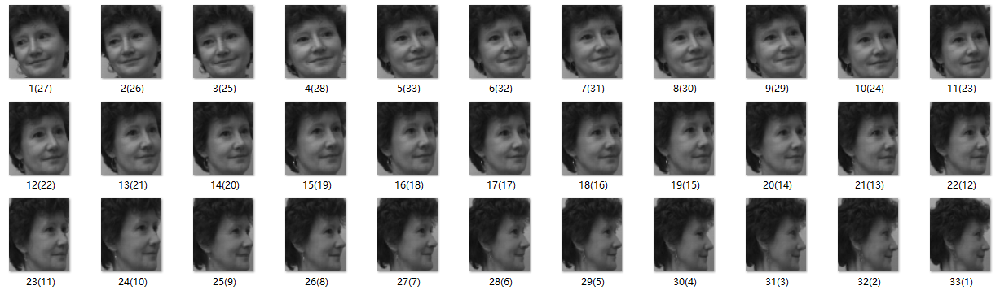 1(27) 2(26) 3(25) 4(28) 5(33) 6(32) 7(31) 8(30) 9(29) 10(24) 11(23)
12(22) 13(21) 14(20) 15(19) 16(18) 17(17) 18(16) 19(15) 20(14) 21(13) 22(12)
23(11) 24(10) 25(9) 26(8) 27(7) 28(6) 29(5) 30(4) 31(3) 32(2) 33(1)